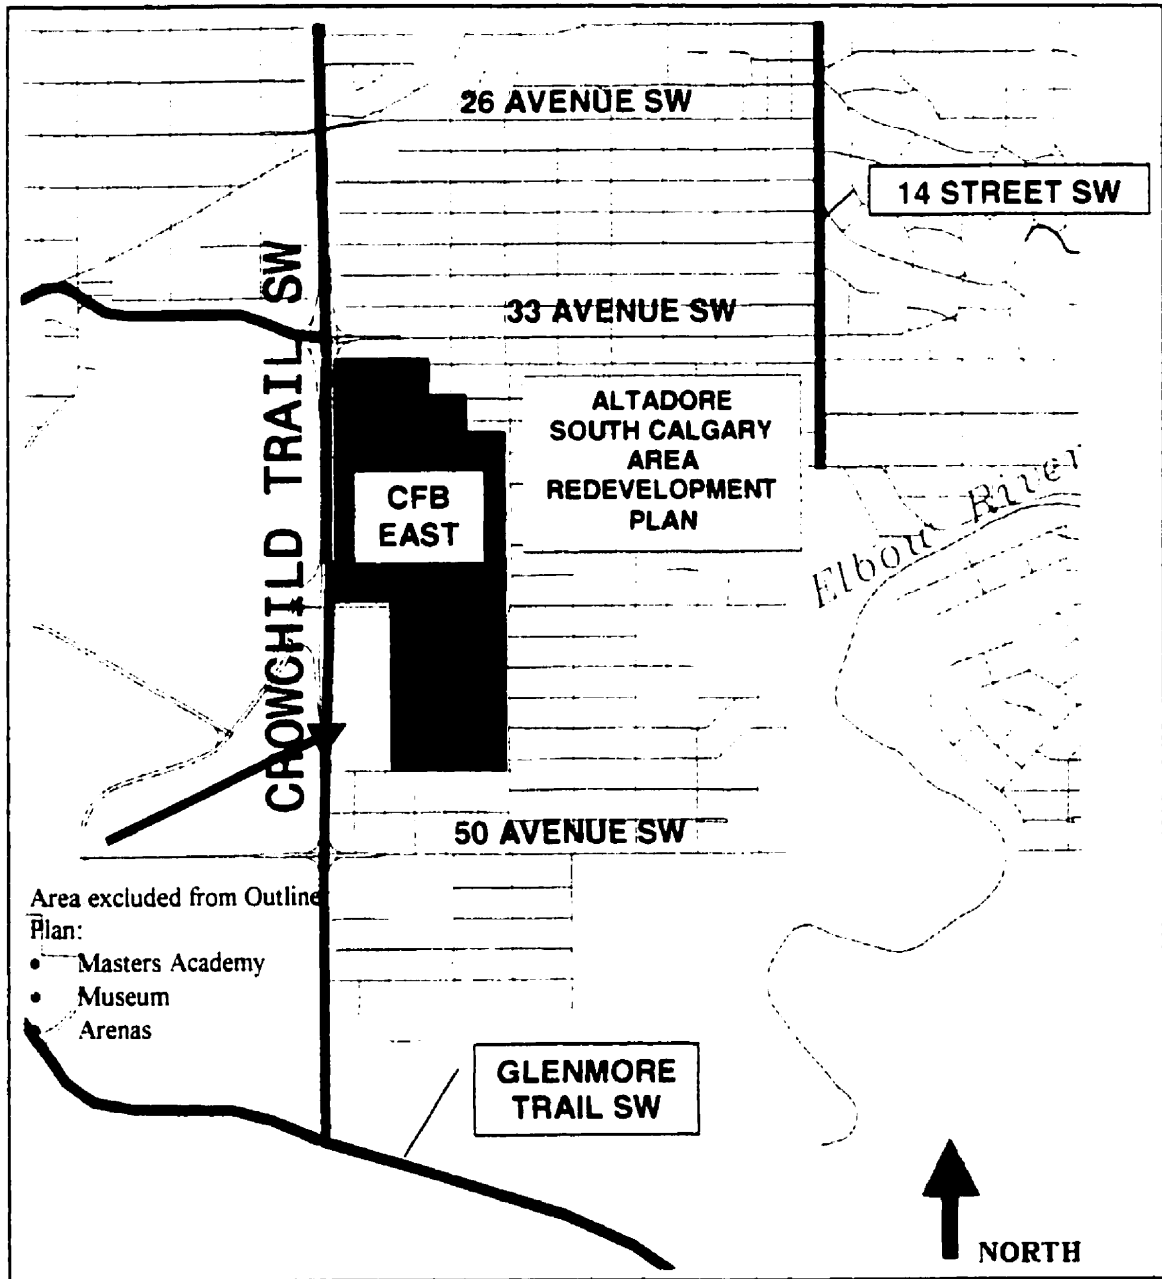 26 AVENUE SW
14 STREET SW
CROWCHILD TRAIL SW
33 AVENUE SW
ALTADORE
SOUTH CALGARY
AREA
REDEVELOPMENT
PLAN
CFB
EAST
Elbow River
50 AVENUE SW
Area excluded from Outline
Plan:
• Masters Academy
• Museum
• Arenas
GLENMORE
TRAIL SW
NORTH